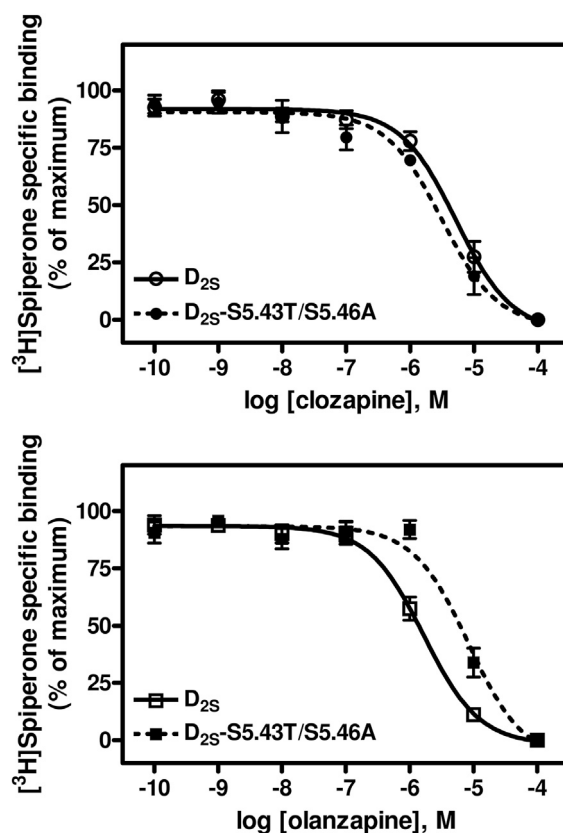 [³H]Spiperone specific binding
(% of maximum)
100
75
50
25
0
D2S
D2S-S5.43T/S5.46A
-10 -9 -8 -7 -6 -5 -4
log [clozapine], M
[³H]Spiperone specific binding
(% of maximum)
100
75
50
25
0
D2S
D2S-S5.43T/S5.46A
-10 -9 -8 -7 -6 -5 -4
log [olanzapine], M